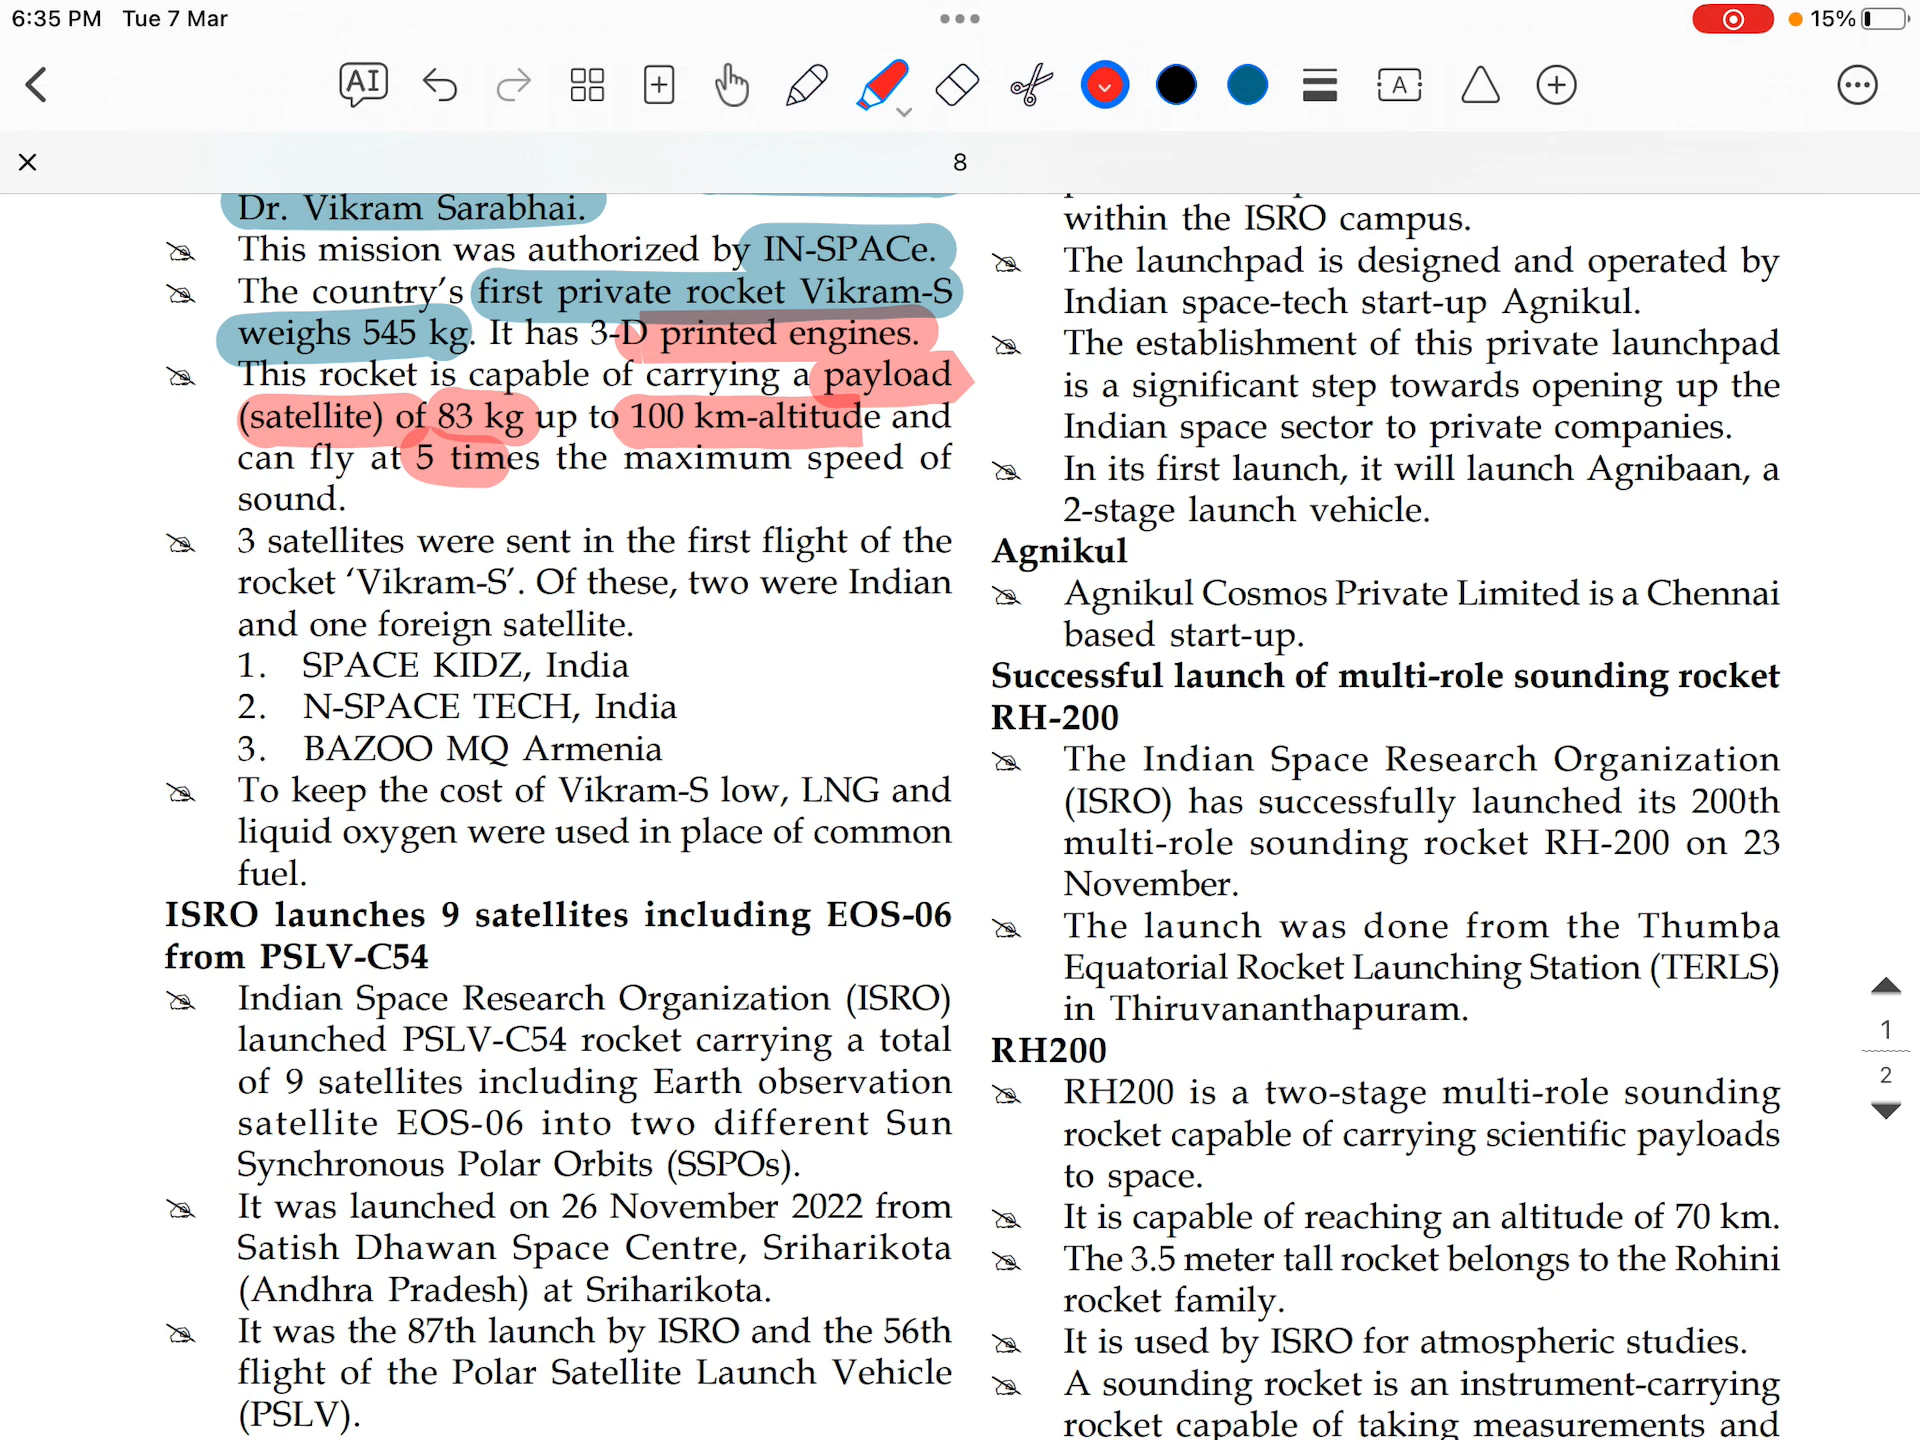 6:35 PM Tue 7 Mar
15%
AI
A
8
Dr. Vikram Sarabhai.
This mission was authorized by IN-SPACe.
The country's first private rocket Vikram-S
weighs 545 kg. It has 3-D printed engines.
This rocket is capable of carrying a payload
(satellite) of 83 kg up to 100 km-altitude and
can fly at 5 times the maximum speed of
sound.
3 satellites were sent in the first flight of the
rocket ‘Vikram-S’. Of these, two were Indian
and one foreign satellite.
1. SPACE KIDZ, India
2. N-SPACE TECH, India
3. BAZOO MQ Armenia
To keep the cost of Vikram-S low, LNG and
liquid oxygen were used in place of common
fuel.
ISRO launches 9 satellites including EOS-06
from PSLV-C54
Indian Space Research Organization (ISRO)
launched PSLV-C54 rocket carrying a total
of 9 satellites including Earth observation
satellite EOS-06 into two different Sun
Synchronous Polar Orbits (SSPOs).
It was launched on 26 November 2022 from
Satish Dhawan Space Centre, Sriharikota
(Andhra Pradesh) at Sriharikota.
It was the 87th launch by ISRO and the 56th
flight of the Polar Satellite Launch Vehicle
(PSLV).
within the ISRO campus.
The launchpad is designed and operated by
Indian space-tech start-up Agnikul.
The establishment of this private launchpad
is a significant step towards opening up the
Indian space sector to private companies.
In its first launch, it will launch Agnibaan, a
2-stage launch vehicle.
Agnikul
Agnikul Cosmos Private Limited is a Chennai
based start-up.
Successful launch of multi-role sounding rocket
RH-200
The Indian Space Research Organization
(ISRO) has successfully launched its 200th
multi-role sounding rocket RH-200 on 23
November.
The launch was done from the Thumba
Equatorial Rocket Launching Station (TERLS)
in Thiruvananthapuram.
RH200
RH200 is a two-stage multi-role sounding
rocket capable of carrying scientific payloads
to space.
It is capable of reaching an altitude of 70 km.
The 3.5 meter tall rocket belongs to the Rohini
rocket family.
It is used by ISRO for atmospheric studies.
A sounding rocket is an instrument-carrying
rocket capable of taking measurements and
1
2